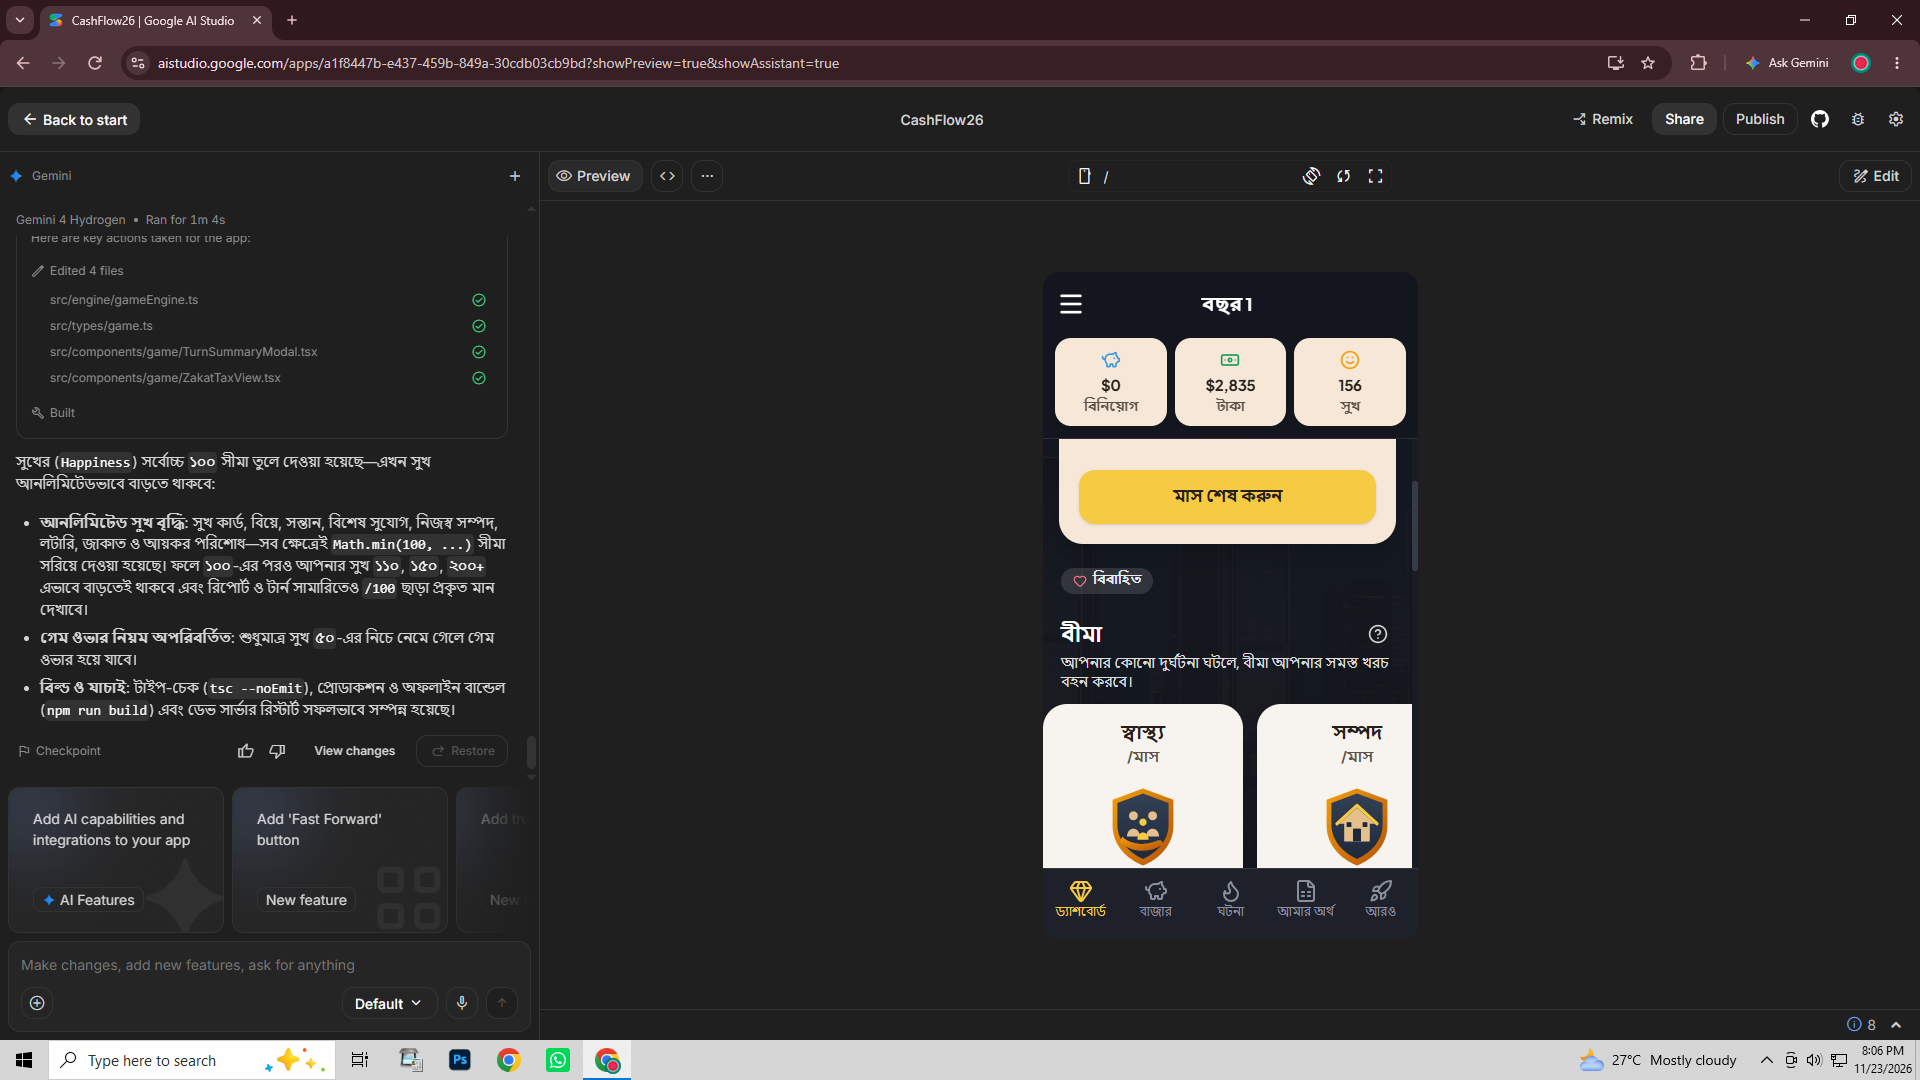 CashFlow26 | Google AI Studio
aistudio.google.com/apps/a1f8447b-e437-459b-849a-30cdb03cb9bd?showPreview=true&showAssistant=true
Ask Gemini
Back to start
CashFlow26
Remix
Share
Publish
Gemini
Preview
/
Edit
Gemini 4 Hydrogen • Ran for 1m 4s
Here are key actions taken for the app:
Edited 4 files
src/engine/gameEngine.ts
src/types/game.ts
src/components/game/TurnSummaryModal.tsx
src/components/game/ZakatTaxView.tsx
Built
সুখের (Happiness) সর্বোচ্চ ১০০ সীমা তুলে দেওয়া হয়েছে—এখন সুখ
আনলিমিটেডভাবে বাড়তে থাকবে:
• আনলিমিটেড সুখ বৃদ্ধি: সুখ কার্ড, বিয়ে, সন্তান, বিশেষ সুযোগ, নিজস্ব সম্পদ,
লটারি, জাকাত ও আয়কর পরিশোধ—সব ক্ষেত্রেই Math.min(100, ...) সীমা
সরিয়ে দেওয়া হয়েছে। ফলে ১০০-এর পরও আপনার সুখ ১১০, ১৫০, ২০০+
এভাবে বাড়তেই থাকবে এবং রিপোর্ট ও টার্ন সামারিতেও /100 ছাড়া প্রকৃত মান
দেখাবে।
• গেম ওভার নিয়ম অপরিবর্তিত: শুধুমাত্র সুখ ৫০-এর নিচে নেমে গেলে গেম
ওভার হয়ে যাবে।
• বিল্ড ও যাচাই: টাইপ-চেক (tsc --noEmit), প্রোডাকশন ও অফলাইন বান্ডেল
(npm run build) এবং ডেভ সার্ভার রিস্টার্ট সফলভাবে সম্পন্ন হয়েছে।
Checkpoint
View changes
Restore
Add AI capabilities and
integrations to your app
AI Features
Add 'Fast Forward'
button
New feature
Add
New
Make changes, add new features, ask for anything
Default
বছর 1
$0
বিনিয়োগ
$2,835
টাকা
156
সুখ
মাস শেষ করুন
বিবাহিত
বীমা
আপনার কোনো দুর্ঘটনা ঘটলে, বীমা আপনার সমস্ত খরচ
বহন করবে।
স্বাস্থ্য
/মাস
সম্পদ
/মাস
ড্যাশবোর্ড
বাজার
ঘটনা
আমার অর্থ
আরও
8
Type here to search
Ps
27°C Mostly cloudy
8:06 PM
11/23/2026